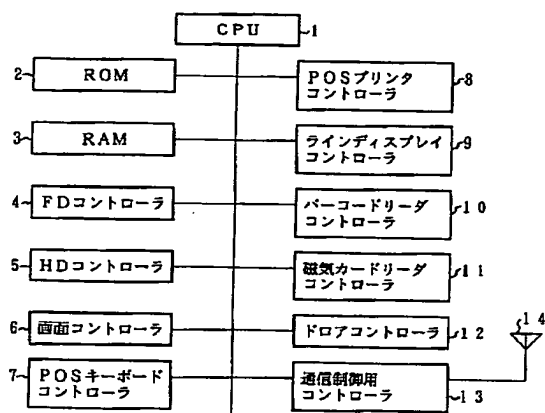 CPU
1
2
ROM
POSプリンタ
コントローラ
8
3
RAM
ラインディスプレイ
コントローラ
9
4
FDコントローラ
バーコードリーダ
コントローラ
10
5
HDコントローラ
磁気カードリーダ
コントローラ
11
6
画面コントローラ
ドロアコントローラ
12
14
7
POSキーボード
コントローラ
通信制御用
コントローラ
13